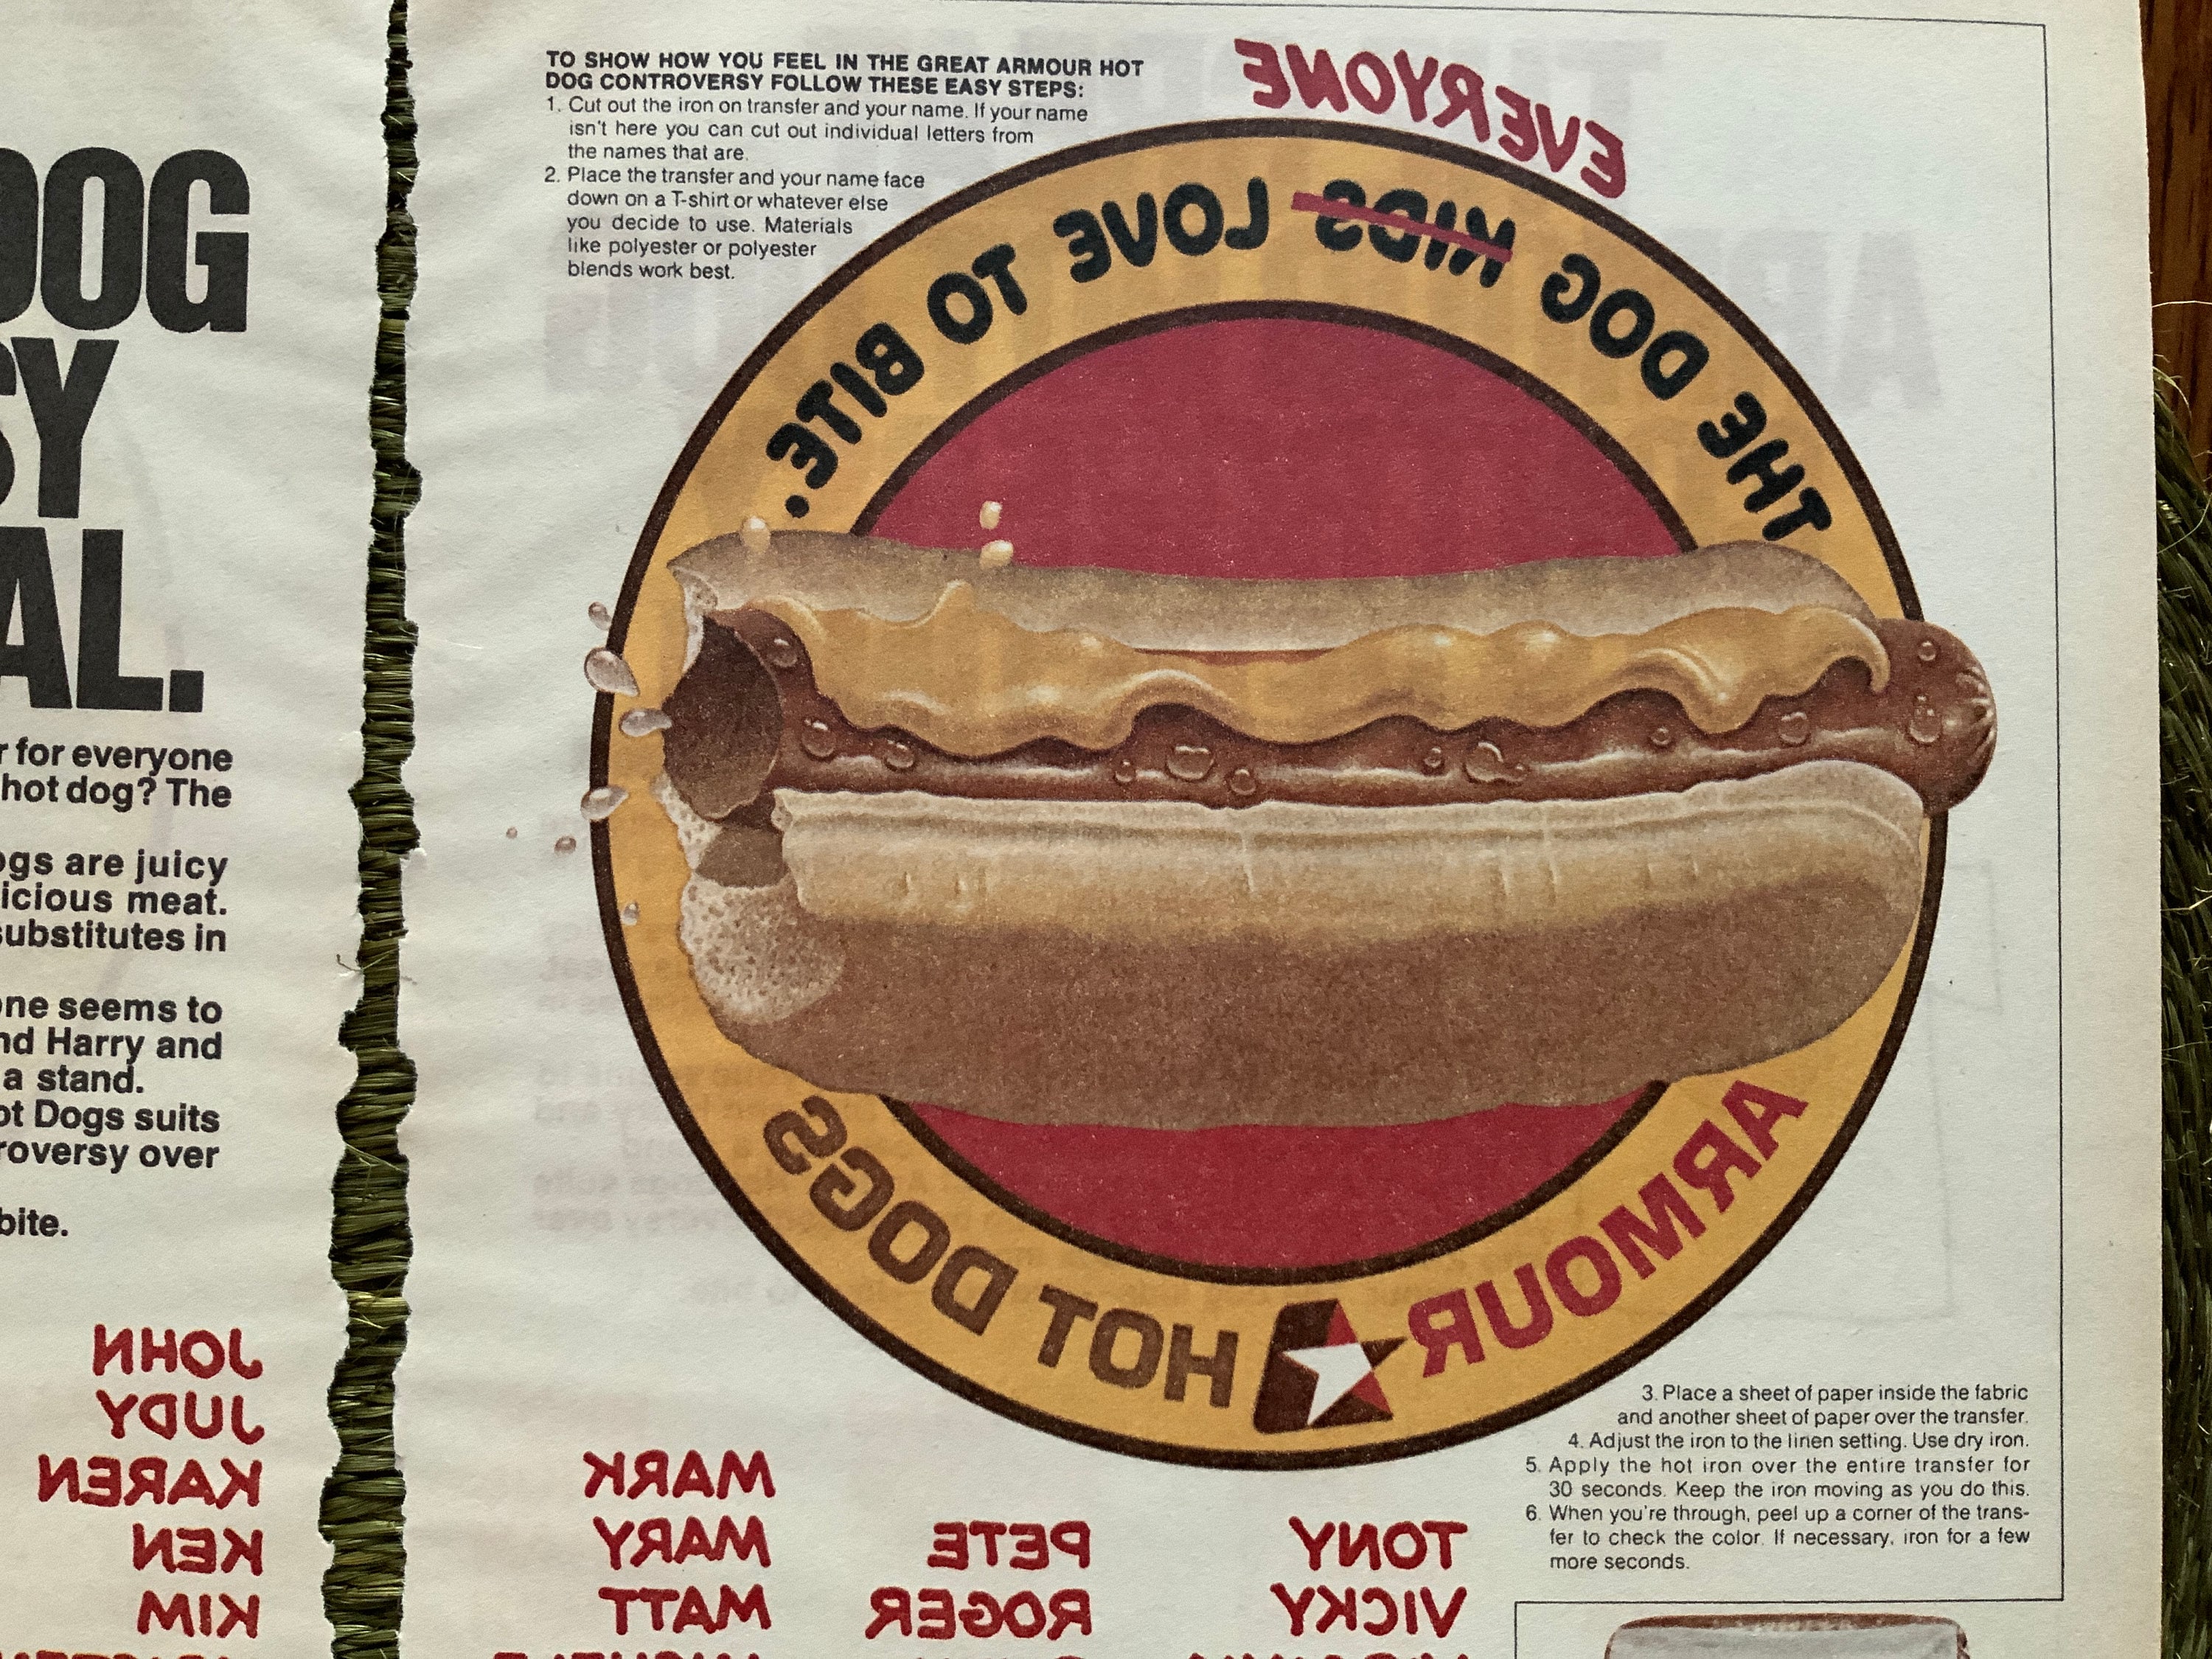 DOG
SY
AL.
r for everyone
hot dog? The
ogs are juicy
icious meat.
substitutes in
one seems to
nd Harry and
a stand.
ot Dogs suits
roversy over
bite.
JOHN
JUDY
KAREN
KEN
KIM
TO SHOW HOW YOU FEEL IN THE GREAT ARMOUR HOT
DOG CONTROVERSY FOLLOW THESE EASY STEPS:
1. Cut out the iron on transfer and your name. If your name
isn't here you can cut out individual letters from
the names that are.
2. Place the transfer and your name face
down on a T-shirt or whatever else
you decide to use. Materials
like polyester or polyester
blends work best.
EVERYONE
THE DOG KIDS LOVE TO BITE.
ARMOUR HOT DOGS
3. Place a sheet of paper inside the fabric
and another sheet of paper over the transfer.
4. Adjust the iron to the linen setting. Use dry iron.
5. Apply the hot iron over the entire transfer for
30 seconds. Keep the iron moving as you do this.
6. When you're through, peel up a corner of the trans-
fer to check the color. If necessary, iron for a few
more seconds.
MARK
MARY
MATT
PETE
ROGER
TONY
VICKY